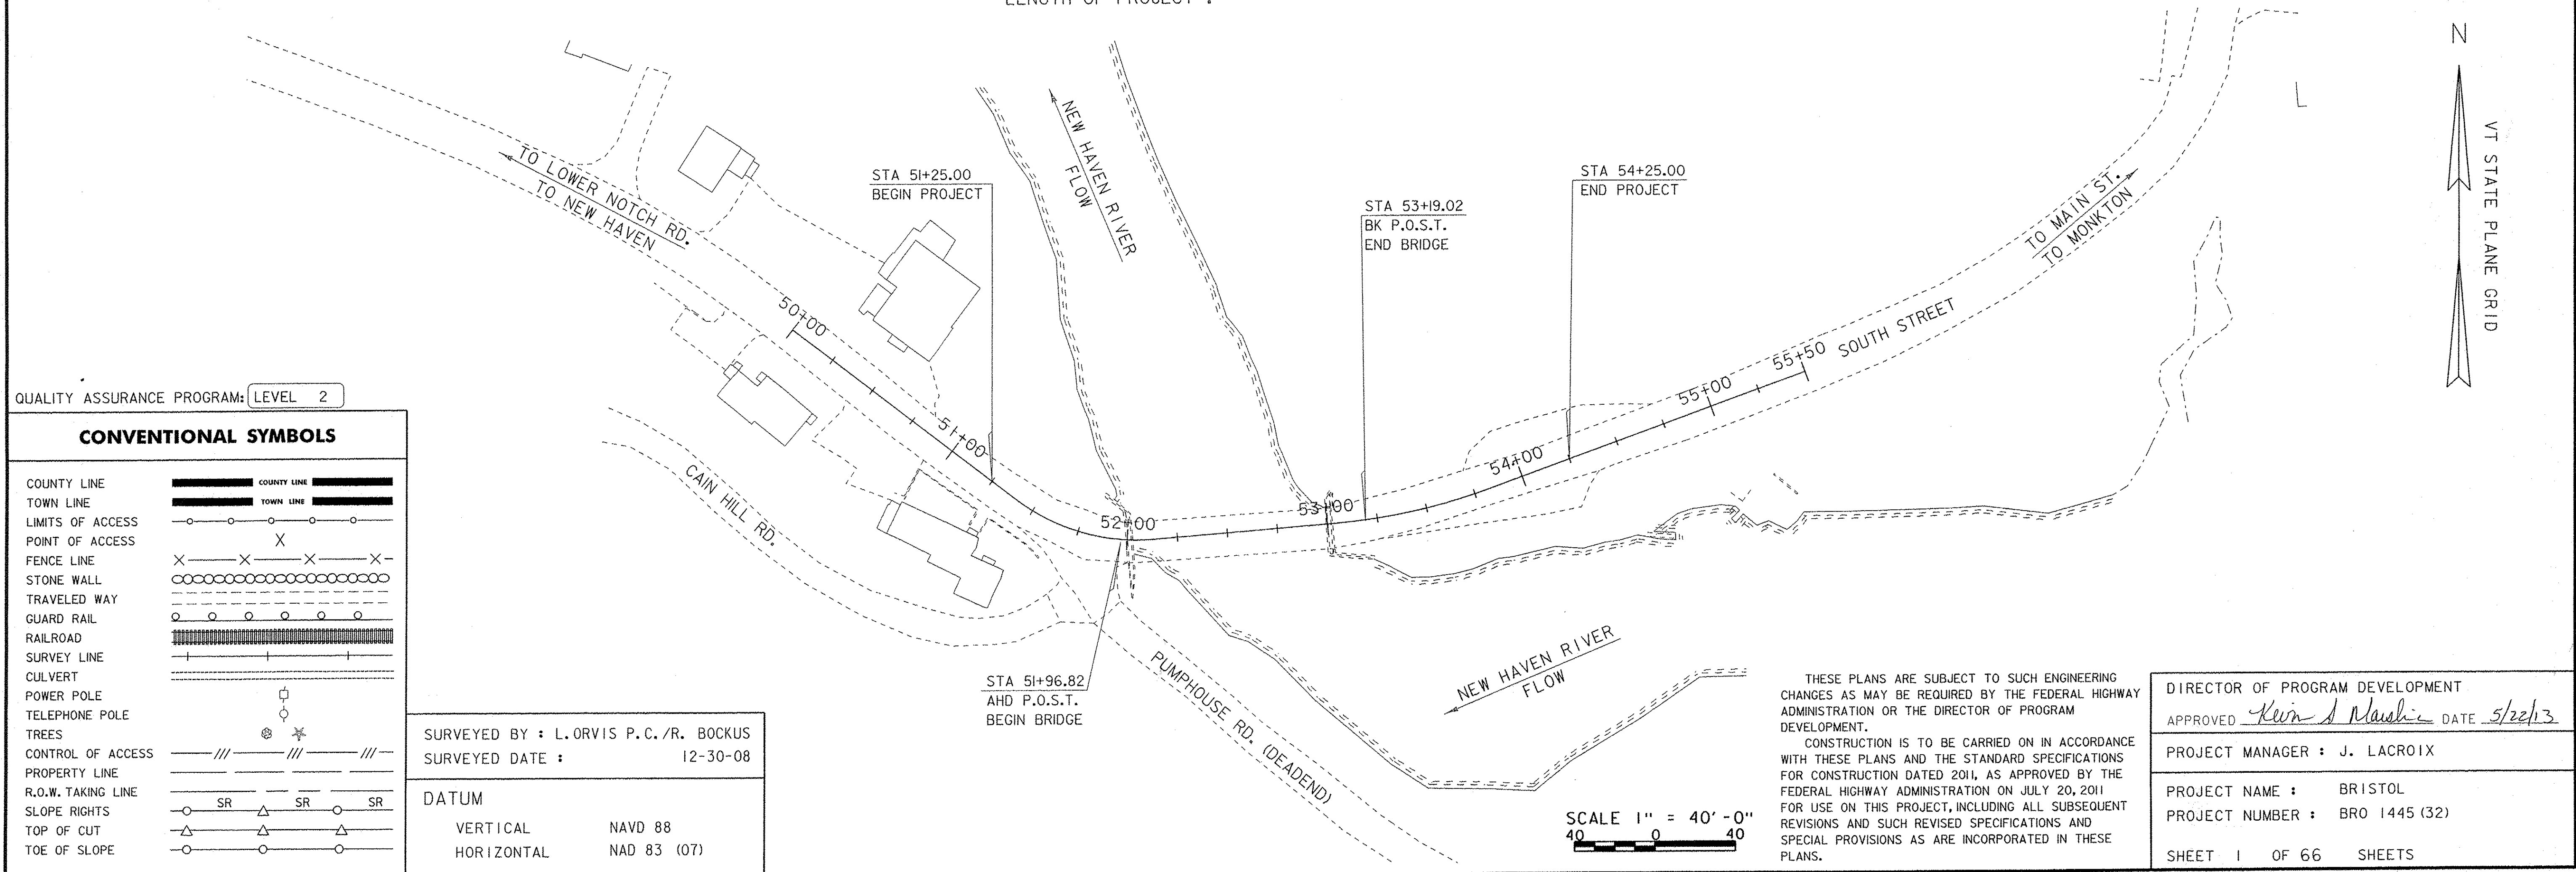 LENGTH OF PROJECT :
N
VT STATE PLANE GRID
TO LOWER NOTCH RD.
TO NEW HAVEN
STA 51+25.00
BEGIN PROJECT
NEW HAVEN RIVER
FLOW
STA 53+19.02
BK P.O.S.T.
END BRIDGE
STA 54+25.00
END PROJECT
TO MAIN ST.
TO MONKTON
50+00
51+00
52+00
53+00
54+00
55+00
55+50
SOUTH STREET
CAIN HILL RD.
STA 51+96.82
AHD P.O.S.T.
BEGIN BRIDGE
PUMPHOUSE RD. (DEADEND)
NEW HAVEN RIVER
FLOW
QUALITY ASSURANCE PROGRAM: LEVEL 2
CONVENTIONAL SYMBOLS
COUNTY LINE COUNTY LINE
TOWN LINE TOWN LINE
LIMITS OF ACCESS
POINT OF ACCESS X
FENCE LINE
STONE WALL
TRAVELED WAY
GUARD RAIL
RAILROAD
SURVEY LINE
CULVERT
POWER POLE
TELEPHONE POLE
TREES
CONTROL OF ACCESS
PROPERTY LINE
R.O.W. TAKING LINE
SLOPE RIGHTS SR SR SR
TOP OF CUT
TOE OF SLOPE
SURVEYED BY : L.ORVIS P.C./R. BOCKUS
SURVEYED DATE : 12-30-08
DATUM
VERTICAL NAVD 88
HORIZONTAL NAD 83 (07)
SCALE 1" = 40'-0"
40 0 40
THESE PLANS ARE SUBJECT TO SUCH ENGINEERING
CHANGES AS MAY BE REQUIRED BY THE FEDERAL HIGHWAY
ADMINISTRATION OR THE DIRECTOR OF PROGRAM
DEVELOPMENT.
CONSTRUCTION IS TO BE CARRIED ON IN ACCORDANCE
WITH THESE PLANS AND THE STANDARD SPECIFICATIONS
FOR CONSTRUCTION DATED 2011, AS APPROVED BY THE
FEDERAL HIGHWAY ADMINISTRATION ON JULY 20, 2011
FOR USE ON THIS PROJECT, INCLUDING ALL SUBSEQUENT
REVISIONS AND SUCH REVISED SPECIFICATIONS AND
SPECIAL PROVISIONS AS ARE INCORPORATED IN THESE
PLANS.
DIRECTOR OF PROGRAM DEVELOPMENT
APPROVED DATE 5/22/13
PROJECT MANAGER : J. LACROIX
PROJECT NAME : BRISTOL
PROJECT NUMBER : BRO 1445 (32)
SHEET 1 OF 66 SHEETS